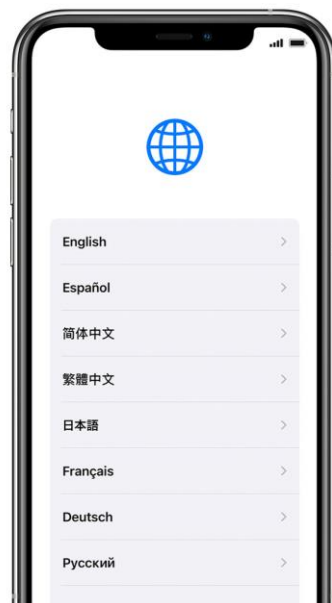 English
Español
简体中文
繁體中文
日本語
Français
Deutsch
Русский